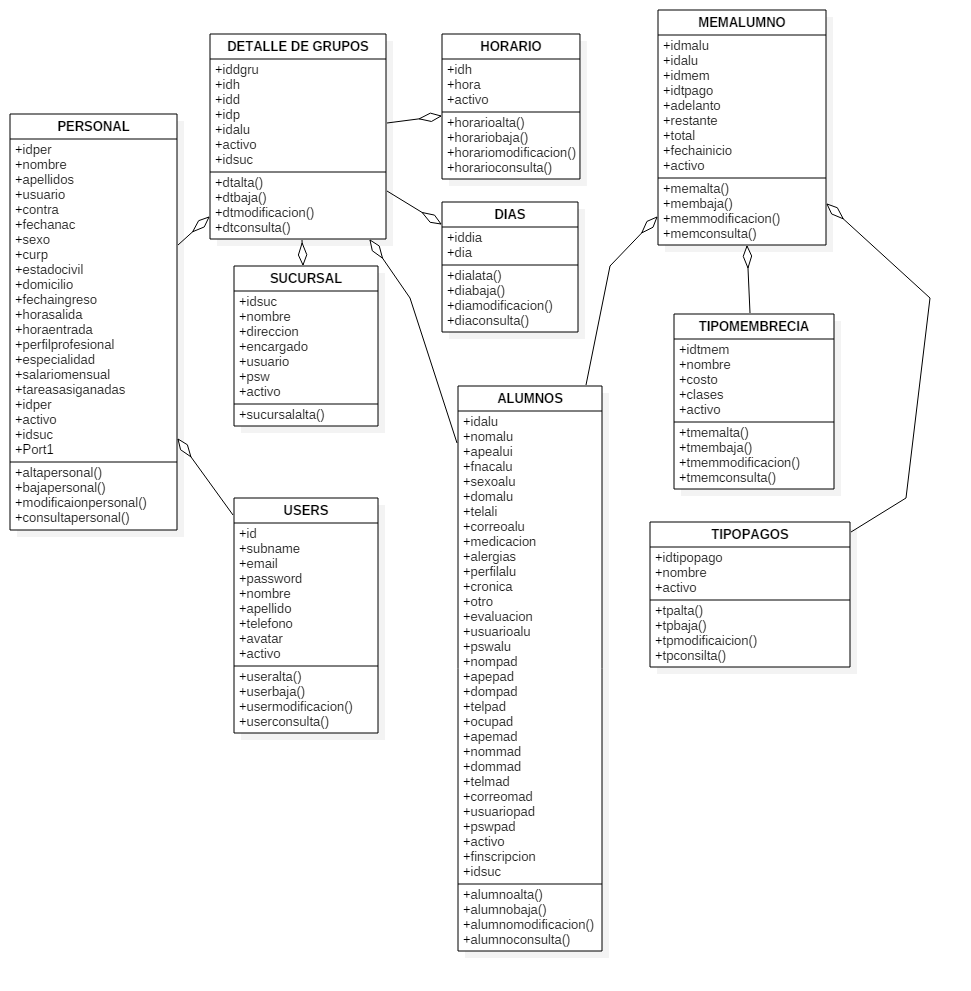 PERSONAL
+idper
+nombre
+apellidos
+usuario
+contra
+fechanac
+sexo
+curp
+estadocivil
+domicilio
+fechaingreso
+horasalida
+horaentrada
+perfilprofesional
+especialidad
+salariomensual
+tareasasiganadas
+idper
+activo
+idsuc
+Port1
+altapersonal()
+bajapersonal()
+modificaionpersonal()
+consultapersonal()
DETALLE DE GRUPOS
+iddgru
+idh
+idd
+idp
+idalu
+activo
+idsuc
+dtalta()
+dtbaja()
+dtmodificacion()
+dtconsulta()
SUCURSAL
+idsuc
+nombre
+direccion
+encargado
+usuario
+psw
+activo
+sucursalalta()
USERS
+id
+subname
+email
+password
+nombre
+apellido
+telefono
+avatar
+activo
+useralta()
+userbaja()
+usermodificacion()
+userconsulta()
HORARIO
+idh
+hora
+activo
+horarioalta()
+horariobaja()
+horariomodificacion()
+horarioconsulta()
DIAS
+iddia
+dia
+dialata()
+diabaja()
+diamodificacion()
+diaconsulta()
ALUMNOS
+idalu
+nomalu
+apealui
+fnacalu
+sexoalu
+domalu
+telali
+correoalu
+medicacion
+alergias
+perfilalu
+cronica
+otro
+evaluacion
+usuarioalu
+pswalu
+nompad
+apepad
+dompad
+telpad
+ocupad
+apemad
+nommad
+dommad
+telmad
+correomad
+usuariopad
+pswpad
+activo
+finscripcion
+idsuc
+alumnoalta()
+alumnobaja()
+alumnomodificacion()
+alumnoconsulta()
MEMALUMNO
+idmalu
+idalu
+idmem
+idtpago
+adelanto
+restante
+total
+fechainicio
+activo
+memalta()
+membaja()
+memmodificacion()
+memconsulta()
TIPOMEMBRECIA
+idtmem
+nombre
+costo
+clases
+activo
+tmemalta()
+tmembaja()
+tmemmodificacion()
+tmemconsulta()
TIPOPAGOS
+idtipopago
+nombre
+activo
+tpalta()
+tpbaja()
+tpmodificaicion()
+tpconsilta()